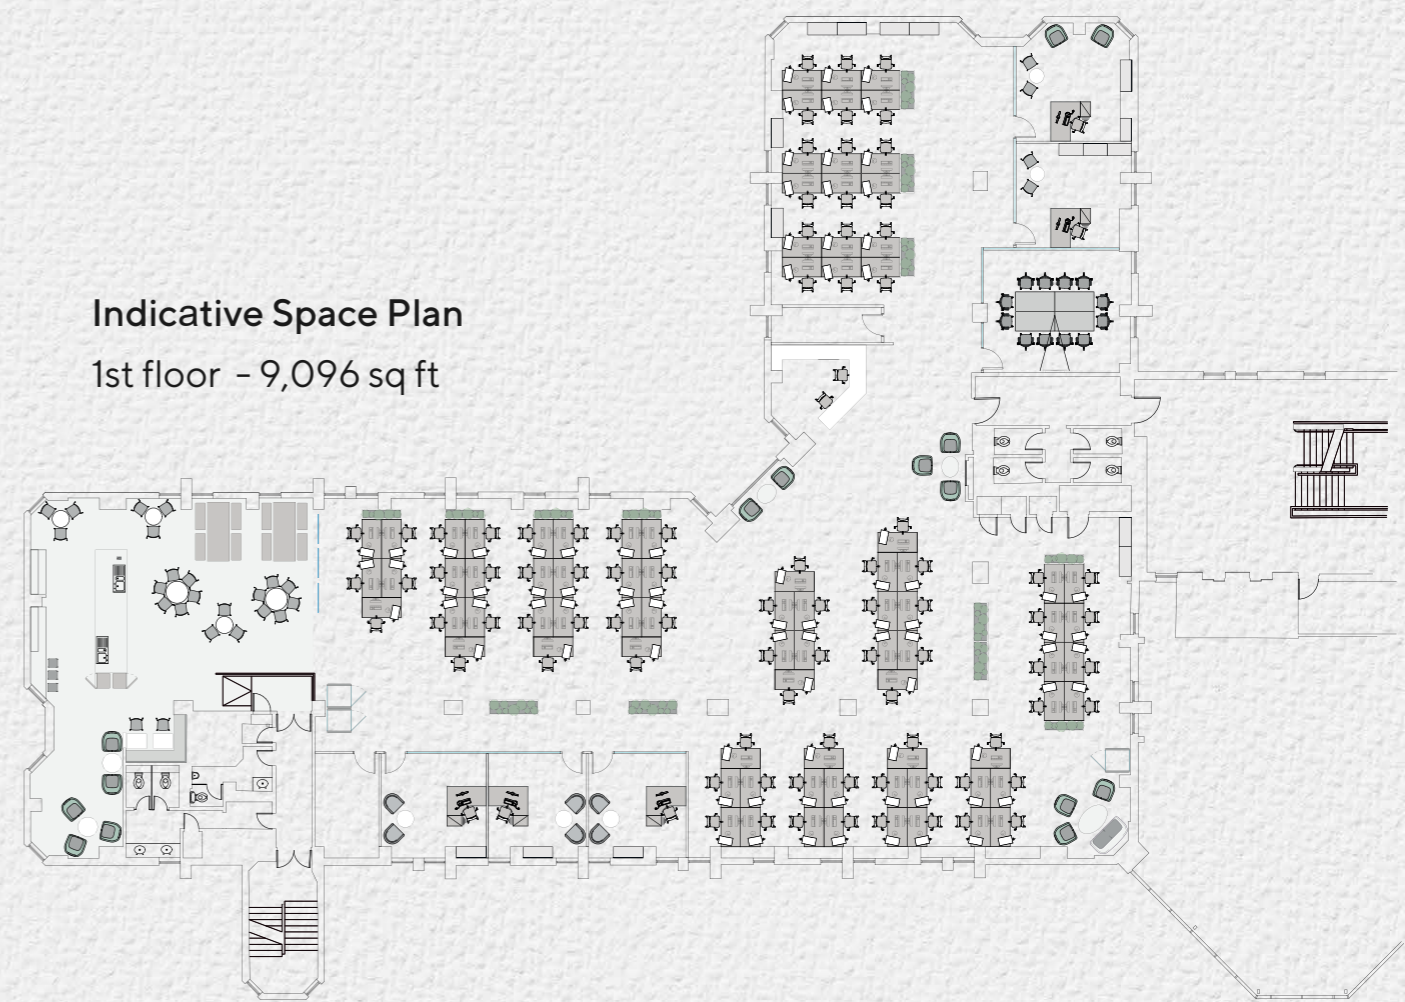 Indicative Space Plan
1st floor - 9,096 sq ft